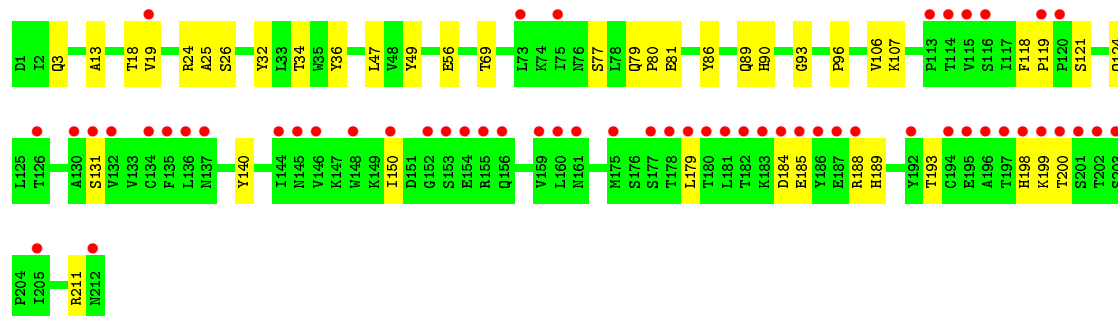 D1 I2 Q3 A13 T18 V19 R24 A25 S26 Y32 L33 T34 W35 Y36 L47 V48 Y49 E56 T69 L73 K74 I75 N76 S77 L78 Q79 P80 E81 Y86 Q89 H90 G93 P96 V106 K107 P113 T114 V115 S116 I117 F118 P119 P120 S121 Q124
L125 T126 A130 S131 V132 V133 C134 F135 L136 N137 Y140 I144 N145 V146 K147 W148 K149 I150 D151 G152 S153 E154 R155 Q156 V159 L160 N161 M175 S176 S177 T178 L179 T180 L181 T182 K183 D184 E185 Y186 E187 R188 H189 Y192 T193 C194 E195 A196 T197 H198 K199 T200 S201 T202 S203
P204 I205 R211 N212